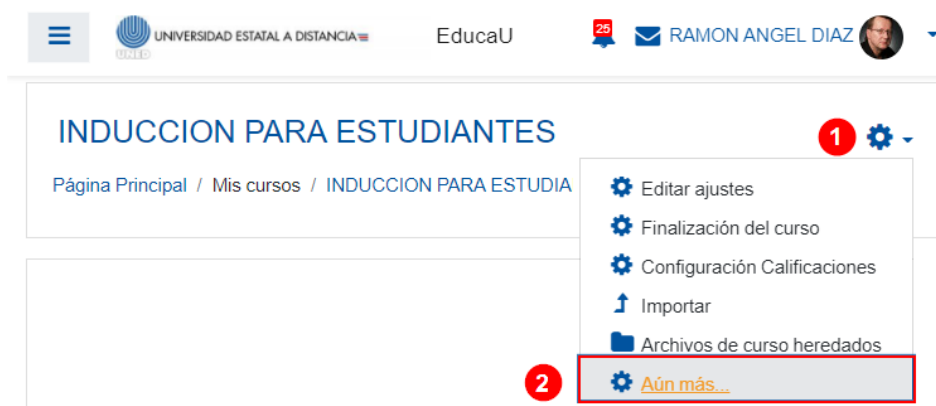 UNIVERSIDAD ESTATAL A DISTANCIA
UNED
EducaU
25
RAMON ANGEL DIAZ
INDUCCION PARA ESTUDIANTES
1
Página Principal / Mis cursos / INDUCCION PARA ESTUDIA
Editar ajustes
Finalización del curso
Configuración Calificaciones
Importar
Archivos de curso heredados
2
Aún más...